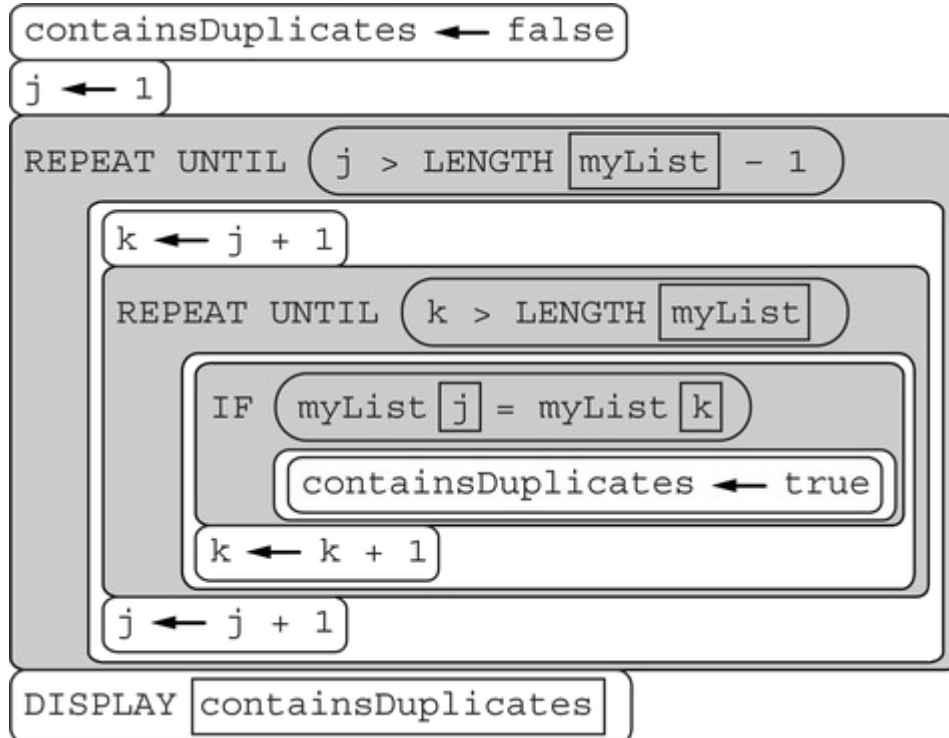 containsDuplicates ← false
j ← 1
REPEAT UNTIL j > LENGTH myList - 1
k ← j + 1
REPEAT UNTIL k > LENGTH myList
IF myList j = myList k
containsDuplicates ← true
k ← k + 1
j ← j + 1
DISPLAY containsDuplicates